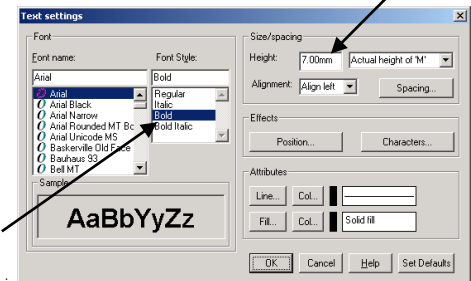 Text settings
Font
Font name:
Font Style:
Arial
Bold
Arial
Arial Black
Arial Narrow
Arial Rounded MT Bc
Arial Unicode MS
Baskerville Old Face
Bauhaus 93
Bell MT
Regular
Italic
Bold
Bold Italic
Sample
AaBbYyZz
Size/spacing
Height:
7.00mm
Actual height of 'M'
Alignment:
Align left
Spacing...
Effects
Position...
Characters...
Attributes
Line...
Col...
Fill...
Col...
Solid fill
OK
Cancel
Help
Set Defaults
.